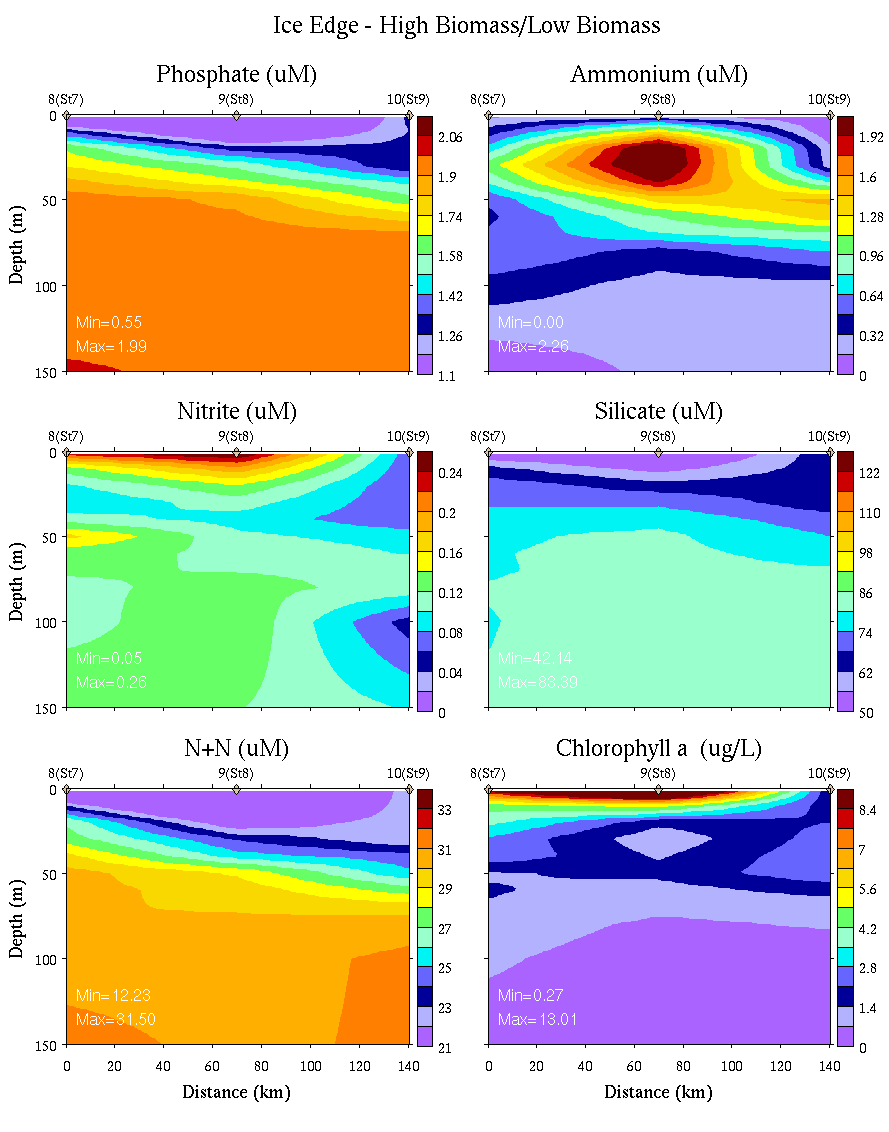 Ice Edge - High Biomass/Low Biomass
Phosphate (uM)
8(St7) 9(St8) 10(St9)
0
50
100
150
Depth (m)
Min=0.55
Max=1.99
2.06
1.9
1.74
1.58
1.42
1.26
1.1
Ammonium (uM)
8(St7) 9(St8) 10(St9)
Min=0.00
Max=2.26
1.92
1.6
1.28
0.96
0.64
0.32
0
Nitrite (uM)
8(St7) 9(St8) 10(St9)
0
50
100
150
Depth (m)
Min=0.05
Max=0.26
0.24
0.2
0.16
0.12
0.08
0.04
0
Silicate (uM)
8(St7) 9(St8) 10(St9)
Min=42.14
Max=83.39
122
110
98
86
74
62
50
N+N (uM)
8(St7) 9(St8) 10(St9)
0
50
100
150
Depth (m)
Min=12.23
Max=31.50
33
31
29
27
25
23
21
0 20 40 60 80 100 120 140
Distance (km)
Chlorophyll a (ug/L)
8(St7) 9(St8) 10(St9)
Min=0.27
Max=13.01
8.4
7
5.6
4.2
2.8
1.4
0
0 20 40 60 80 100 120 140
Distance (km)